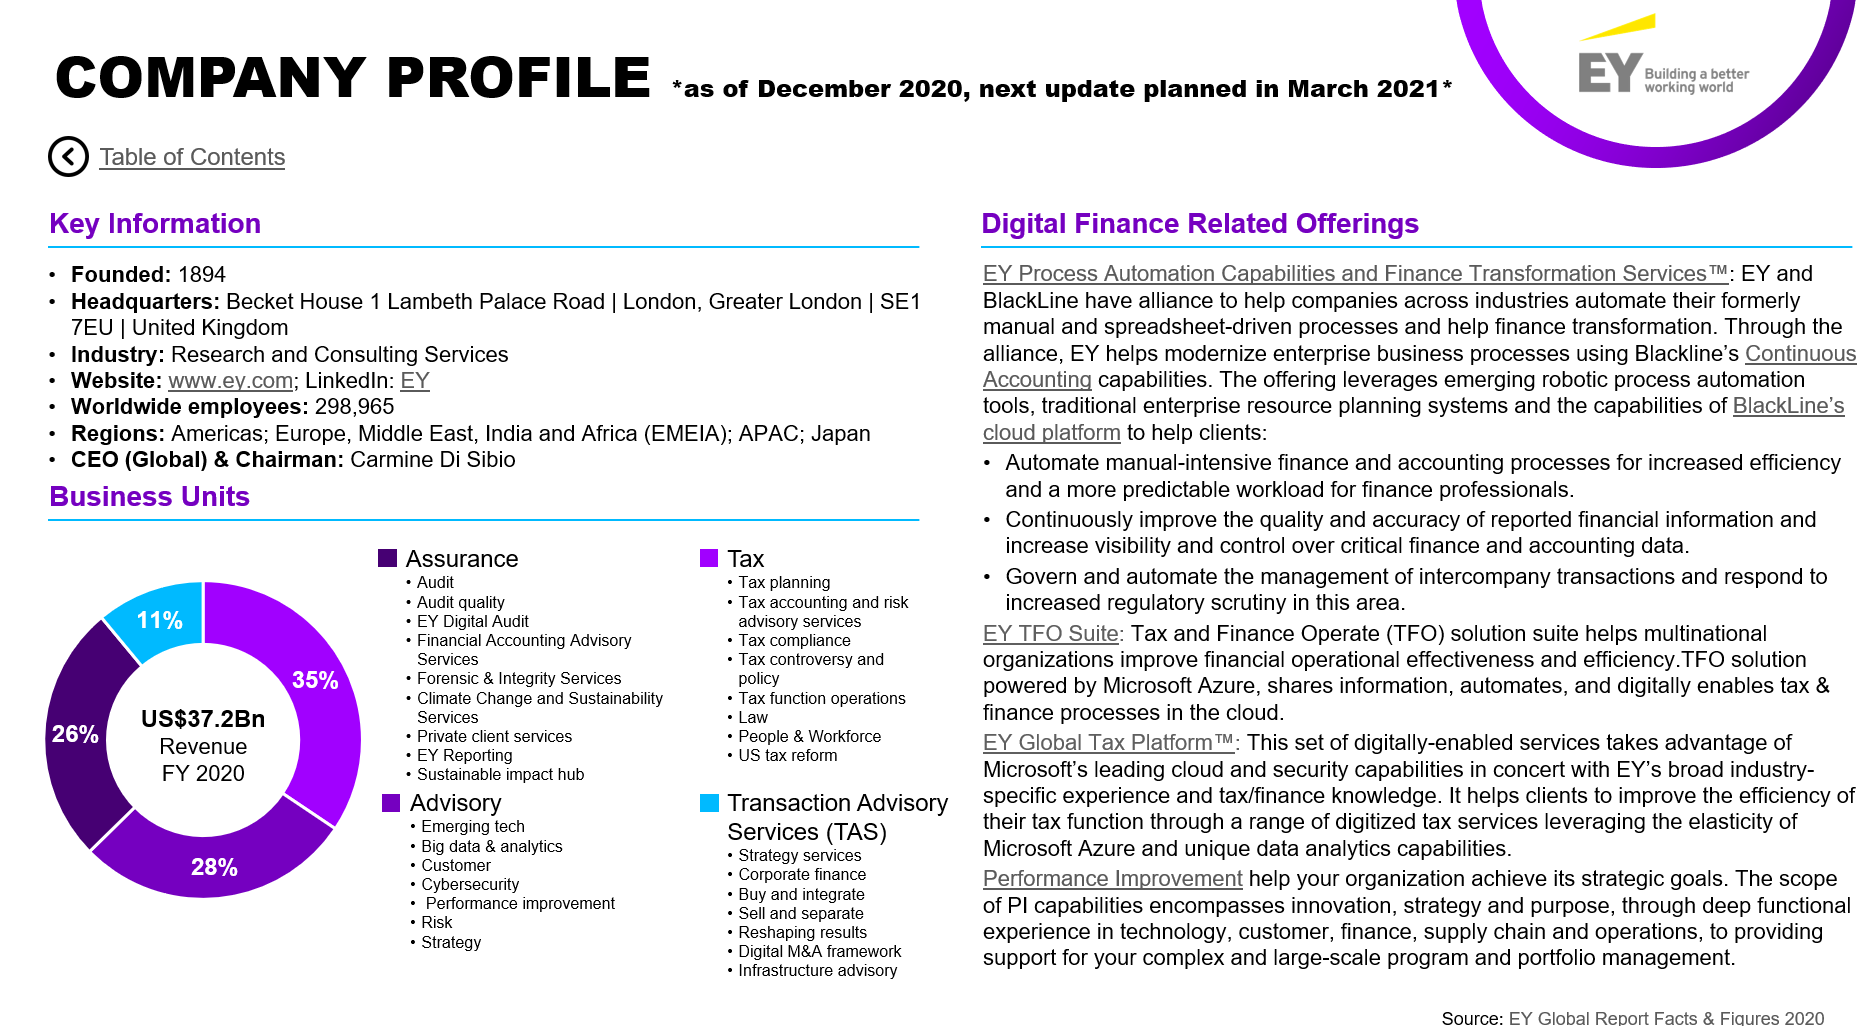 COMPANY PROFILE *as of December 2020, next update planned in March 2021*
EY Building a better
working world
Table of Contents
Key Information
• Founded: 1894
• Headquarters: Becket House 1 Lambeth Palace Road | London, Greater London | SE1
7EU | United Kingdom
• Industry: Research and Consulting Services
• Website: www.ey.com; LinkedIn: EY
• Worldwide employees: 298,965
• Regions: Americas; Europe, Middle East, India and Africa (EMEIA); APAC; Japan
• CEO (Global) & Chairman: Carmine Di Sibio
Business Units
11%
35%
26%
28%
US$37.2Bn
Revenue
FY 2020
Assurance
• Audit
• Audit quality
• EY Digital Audit
• Financial Accounting Advisory
Services
• Forensic & Integrity Services
• Climate Change and Sustainability
Services
• Private client services
• EY Reporting
• Sustainable impact hub
Tax
• Tax planning
• Tax accounting and risk
advisory services
• Tax compliance
• Tax controversy and
policy
• Tax function operations
• Law
• People & Workforce
• US tax reform
Advisory
• Emerging tech
• Big data & analytics
• Customer
• Cybersecurity
• Performance improvement
• Risk
• Strategy
Transaction Advisory
Services (TAS)
• Strategy services
• Corporate finance
• Buy and integrate
• Sell and separate
• Reshaping results
• Digital M&A framework
• Infrastructure advisory
Digital Finance Related Offerings
EY Process Automation Capabilities and Finance Transformation Services™: EY and
BlackLine have alliance to help companies across industries automate their formerly
manual and spreadsheet-driven processes and help finance transformation. Through the
alliance, EY helps modernize enterprise business processes using Blackline’s Continuous
Accounting capabilities. The offering leverages emerging robotic process automation
tools, traditional enterprise resource planning systems and the capabilities of BlackLine’s
cloud platform to help clients:
• Automate manual-intensive finance and accounting processes for increased efficiency
and a more predictable workload for finance professionals.
• Continuously improve the quality and accuracy of reported financial information and
increase visibility and control over critical finance and accounting data.
• Govern and automate the management of intercompany transactions and respond to
increased regulatory scrutiny in this area.
EY TFO Suite: Tax and Finance Operate (TFO) solution suite helps multinational
organizations improve financial operational effectiveness and efficiency.TFO solution
powered by Microsoft Azure, shares information, automates, and digitally enables tax &
finance processes in the cloud.
EY Global Tax Platform™: This set of digitally-enabled services takes advantage of
Microsoft’s leading cloud and security capabilities in concert with EY’s broad industry-
specific experience and tax/finance knowledge. It helps clients to improve the efficiency of
their tax function through a range of digitized tax services leveraging the elasticity of
Microsoft Azure and unique data analytics capabilities.
Performance Improvement help your organization achieve its strategic goals. The scope
of PI capabilities encompasses innovation, strategy and purpose, through deep functional
experience in technology, customer, finance, supply chain and operations, to providing
support for your complex and large-scale program and portfolio management.
Source: EY Global Report Facts & Figures 2020